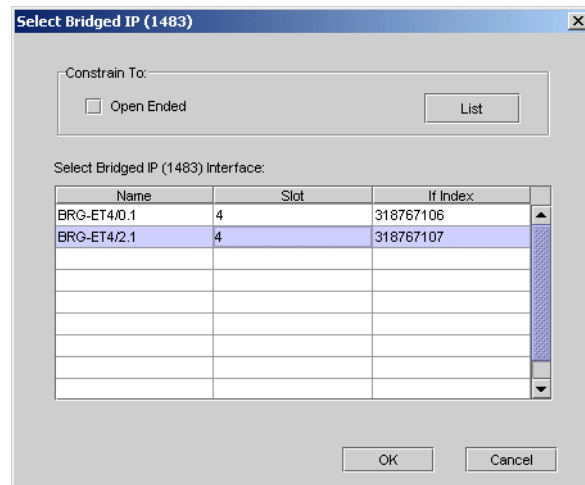 Select Bridged IP (1483)
Constrain To:
Open Ended
List
Select Bridged IP (1483) Interface:
Name Slot If Index
BRG-ET4/0.1 4 318767106
BRG-ET4/2.1 4 318767107
OK Cancel